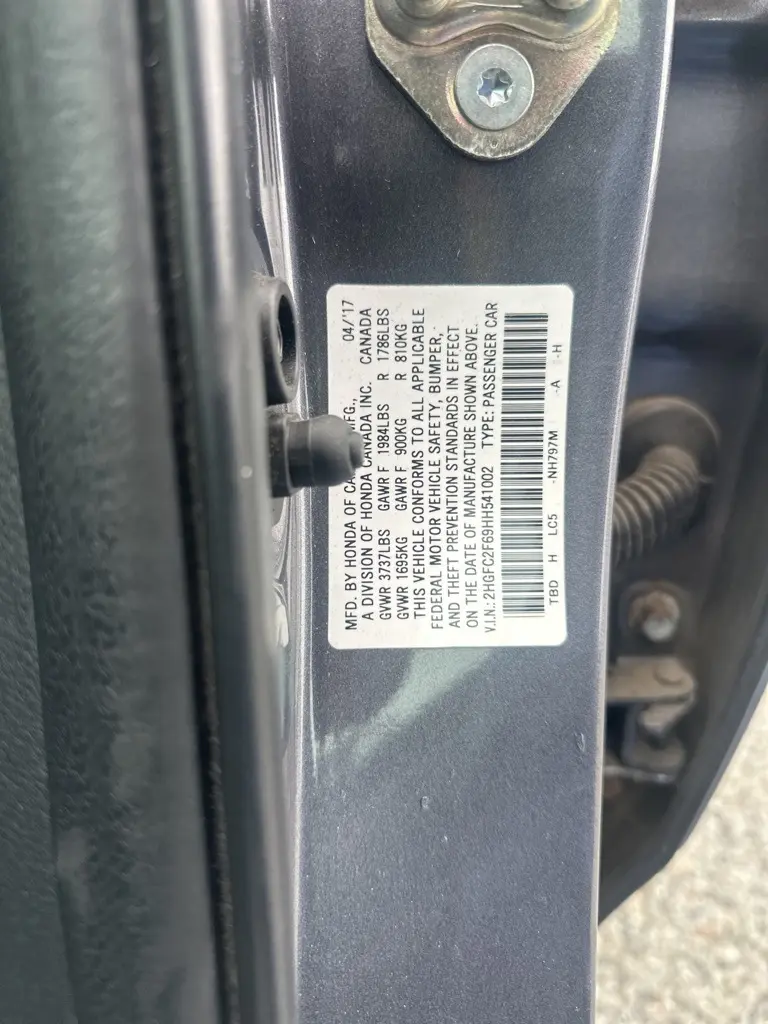 MFD. BY HONDA OF CA MFG., 04/'17
A DIVISION OF HONDA CANADA INC. CANADA
GVWR 3737LBS GAWR F 1984LBS R 1786LBS
GVWR 1695KG GAWR F 900KG R 810KG
THIS VEHICLE CONFORMS TO ALL APPLICABLE
FEDERAL MOTOR VEHICLE SAFETY, BUMPER,
AND THEFT PREVENTION STANDARDS IN EFFECT
ON THE DATE OF MANUFACTURE SHOWN ABOVE.
V.I.N.: 2HGFC2F69HH541002 TYPE: PASSENGER CAR
TBD H LC5 -NH797M -A -H